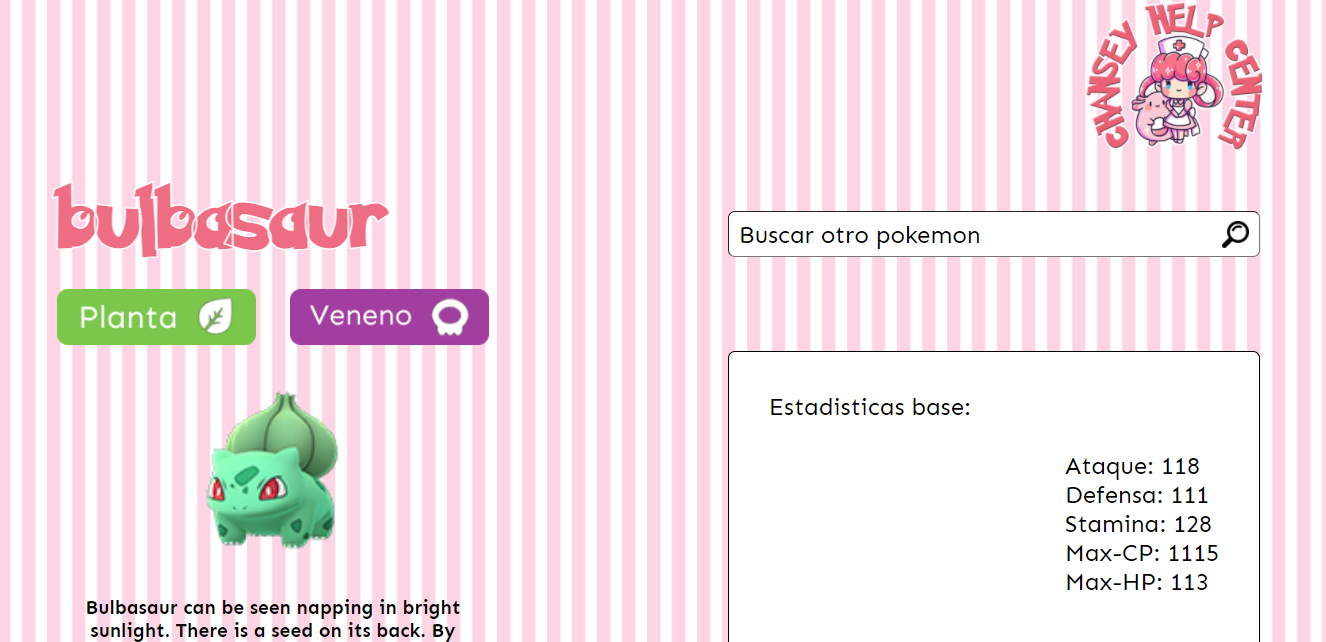 CHANSEY HELP CENTER
bulbasaur
Buscar otro pokemon
Planta
Veneno
Estadisticas base:
Ataque: 118
Defensa: 111
Stamina: 128
Max-CP: 1115
Max-HP: 113
Bulbasaur can be seen napping in bright
sunlight. There is a seed on its back. By